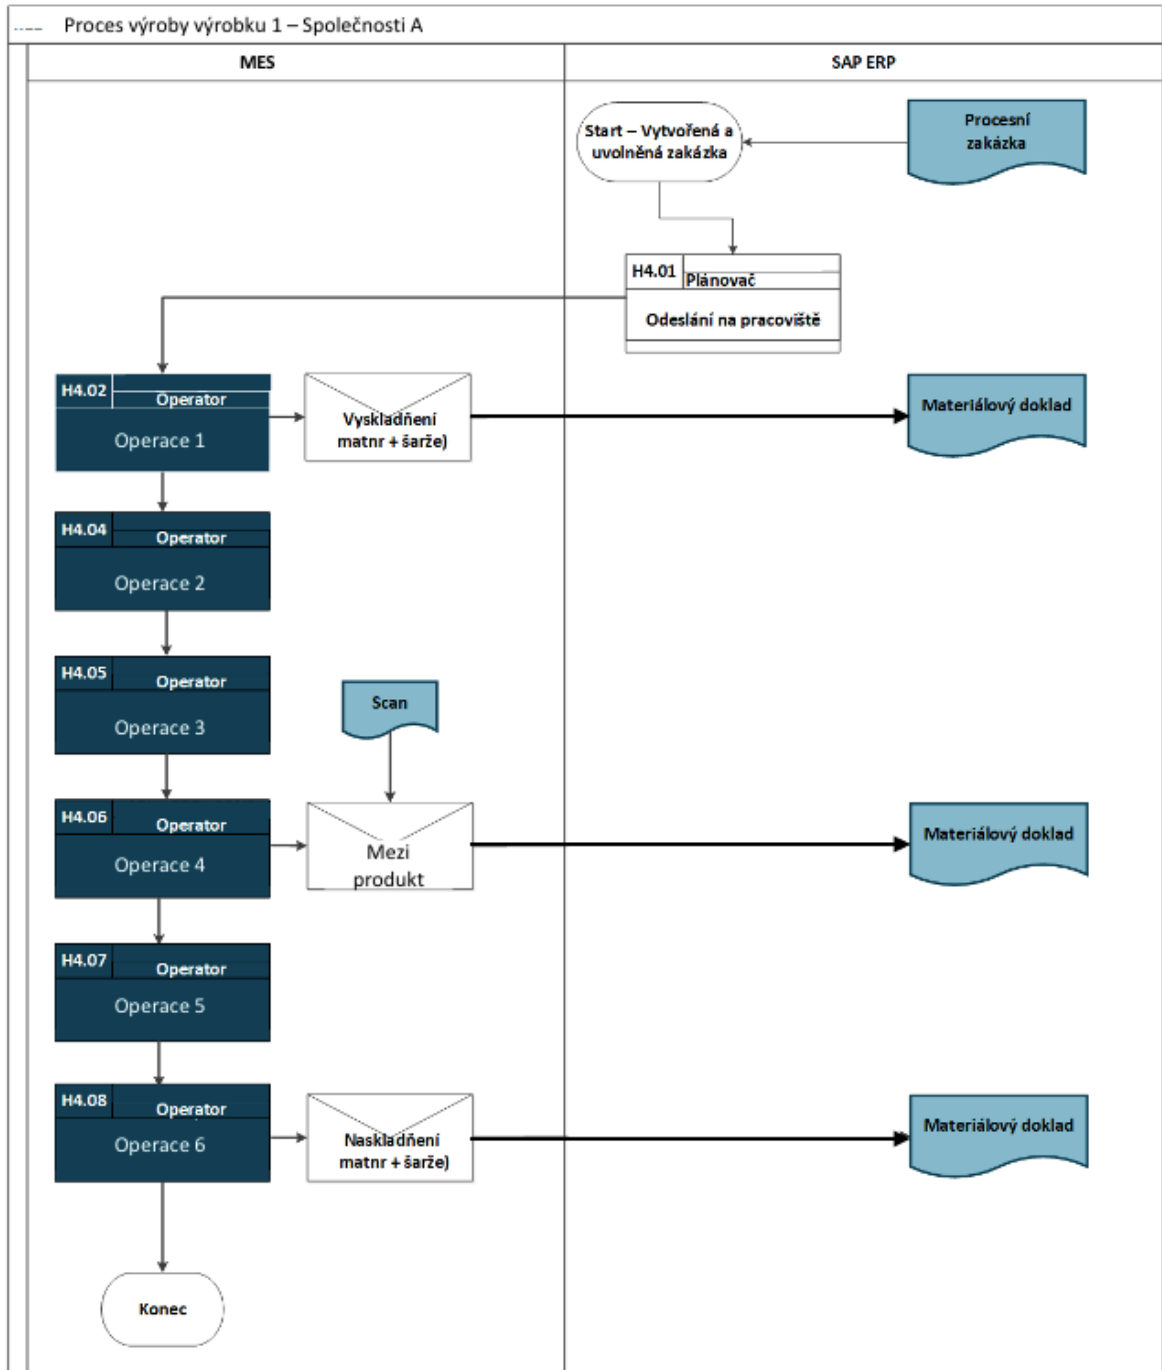 Proces výroby výrobku 1 – Společnosti A
MES
SAP ERP
Start – Vytvořená a
uvolněná zakázka
Procesní
zakázka
H4.01
Plánovač
Odeslání na pracoviště
H4.02
Operator
Operace 1
Vyskladňení
matnr + šarže)
Materiálový doklad
H4.04
Operator
Operace 2
H4.05
Operator
Operace 3
Scan
H4.06
Operator
Operace 4
Mezi
produkt
Materiálový doklad
H4.07
Operator
Operace 5
H4.08
Operator
Operace 6
Naskladňení
matnr + šarže)
Materiálový doklad
Konec